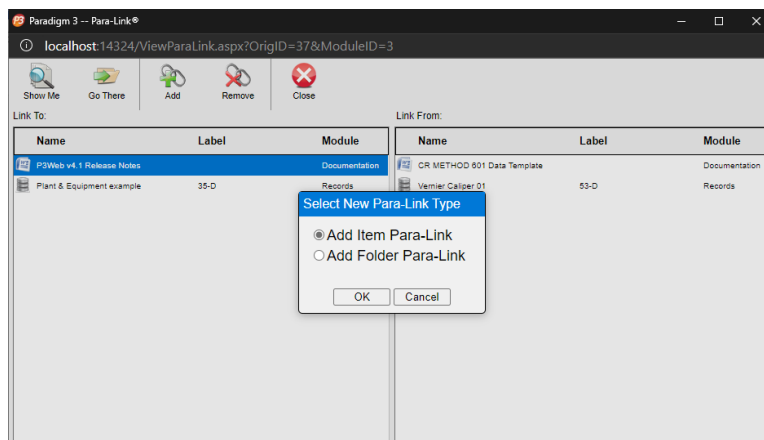 Paradigm 3 -- Para-Link®
localhost:14324/ViewParaLink.aspx?OrigID=37&ModuleID=3
Show Me Go There Add Remove Close
Link To: Link From:
Name Label Module Name Label Module
P3Web v4.1 Release Notes Documentation CR METHOD 601 Data Template Documentation
Plant & Equipment example 35-D Records Vernier Caliper 01 53-D Records
Select New Para-Link Type
Add Item Para-Link
Add Folder Para-Link
OK Cancel